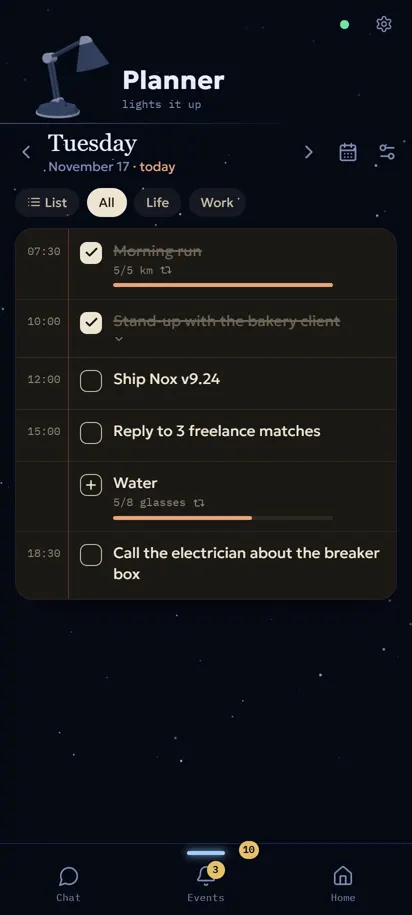 Planner
lights it up
Tuesday
November 17 · today
List All Life Work
07:30 Morning run
5/5 km
10:00 Stand-up with the bakery client
12:00 Ship Nox v9.24
15:00 Reply to 3 freelance matches
Water
5/8 glasses
18:30 Call the electrician about the breaker
box
10
3
Chat Events Home